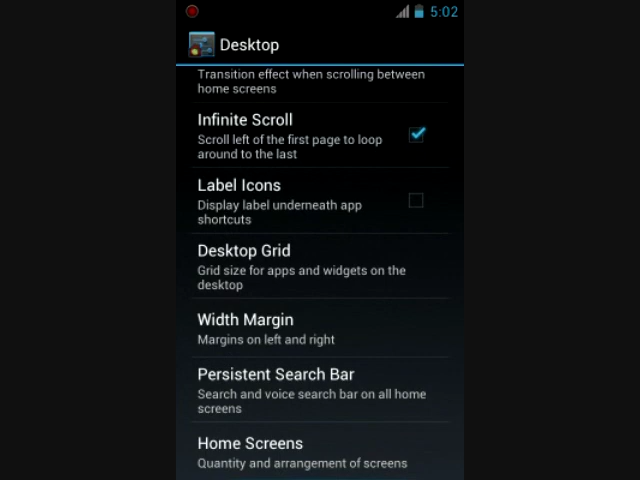 5:02
Desktop
Transition effect when scrolling between
home screens
Infinite Scroll
Scroll left of the first page to loop
around to the last
Label Icons
Display label underneath app
shortcuts
Desktop Grid
Grid size for apps and widgets on the
desktop
Width Margin
Margins on left and right
Persistent Search Bar
Search and voice search bar on all home
screens
Home Screens
Quantity and arrangement of screens